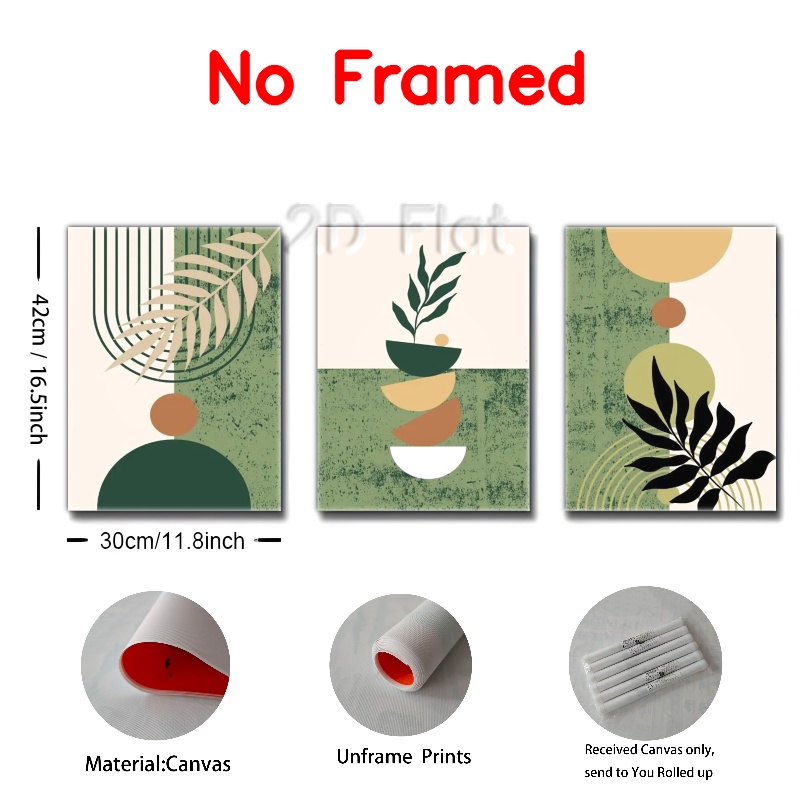 No Framed
2D Flat
42cm / 16.5inch
30cm/11.8inch
Material:Canvas
Unframe Prints
Received Canvas only,
send to You Rolled up